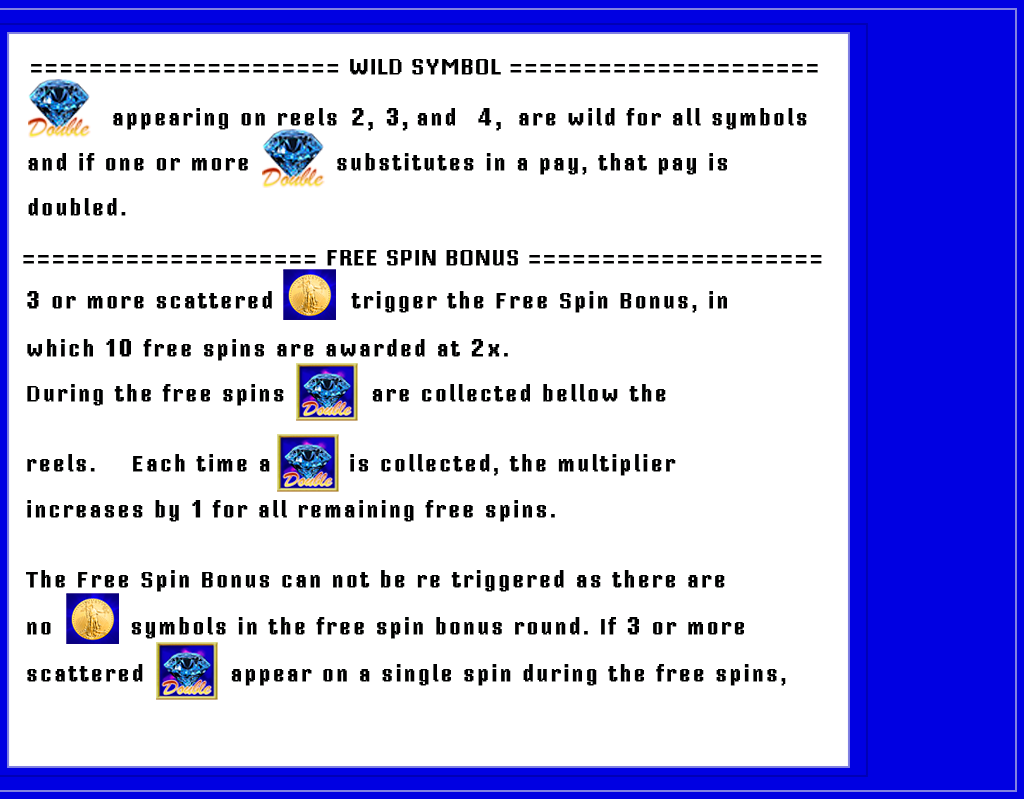 ===================== WILD SYMBOL =====================
Double appearing on reels 2, 3, and 4, are wild for all symbols
and if one or more Double substitutes in a pay, that pay is
doubled.
==================== FREE SPIN BONUS ====================
3 or more scattered trigger the Free Spin Bonus, in
which 10 free spins are awarded at 2x.
During the free spins Double are collected bellow the
reels. Each time a Double is collected, the multiplier
increases by 1 for all remaining free spins.
The Free Spin Bonus can not be re triggered as there are
no symbols in the free spin bonus round. If 3 or more
scattered Double appear on a single spin during the free spins,